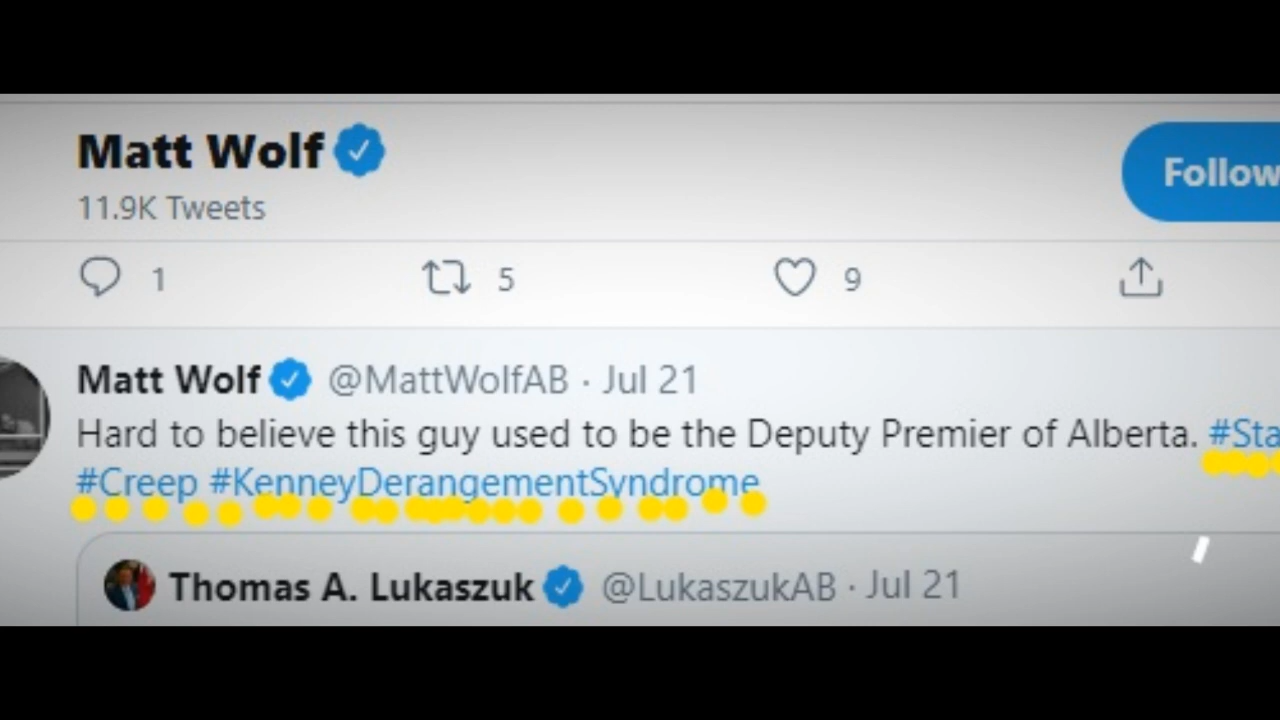 Matt Wolf
11.9K Tweets
Follow
1 5 9
Matt Wolf @MattWolfAB · Jul 21
Hard to believe this guy used to be the Deputy Premier of Alberta. #Sta
#Creep #KenneyDerangementSyndrome
Thomas A. Lukaszuk @LukaszukAB · Jul 21